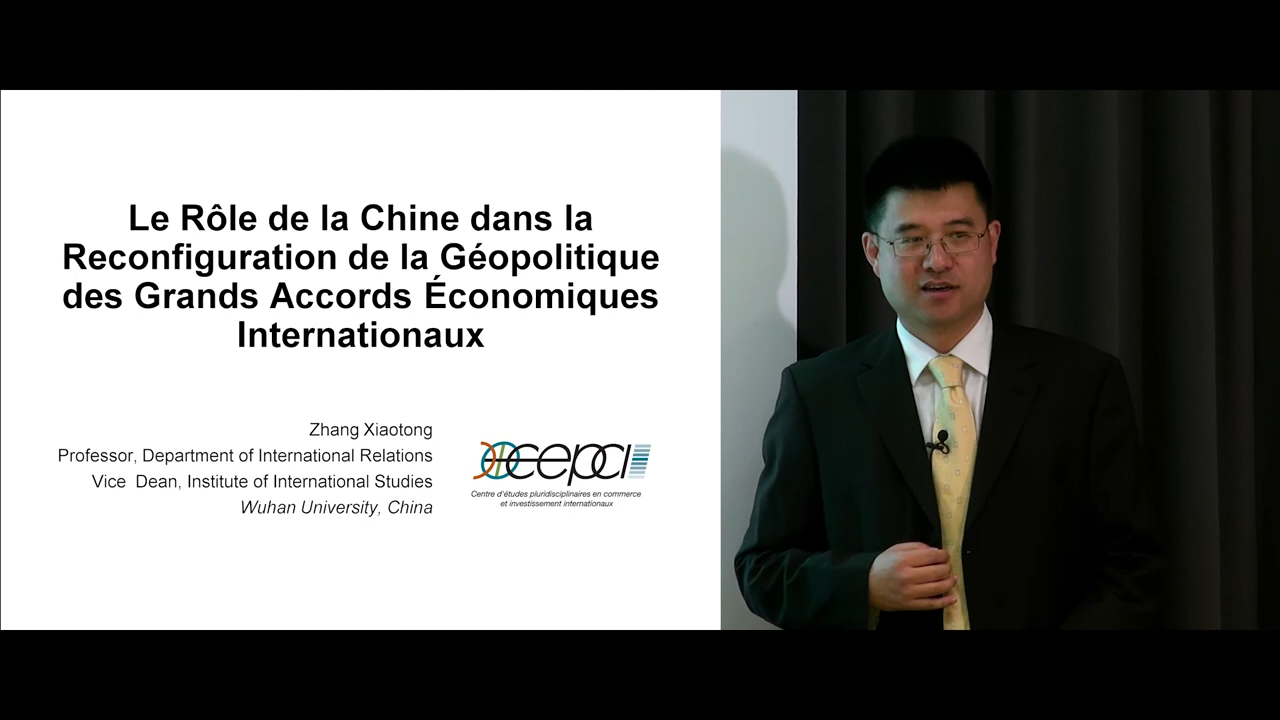 Le Rôle de la Chine dans la
Reconfiguration de la Géopolitique
des Grands Accords Économiques
Internationaux
Zhang Xiaotong
Professor, Department of International Relations
Vice Dean, Institute of International Studies
Wuhan University, China
cepci
Centre d'études pluridisciplinaires en commerce
et investissement internationaux